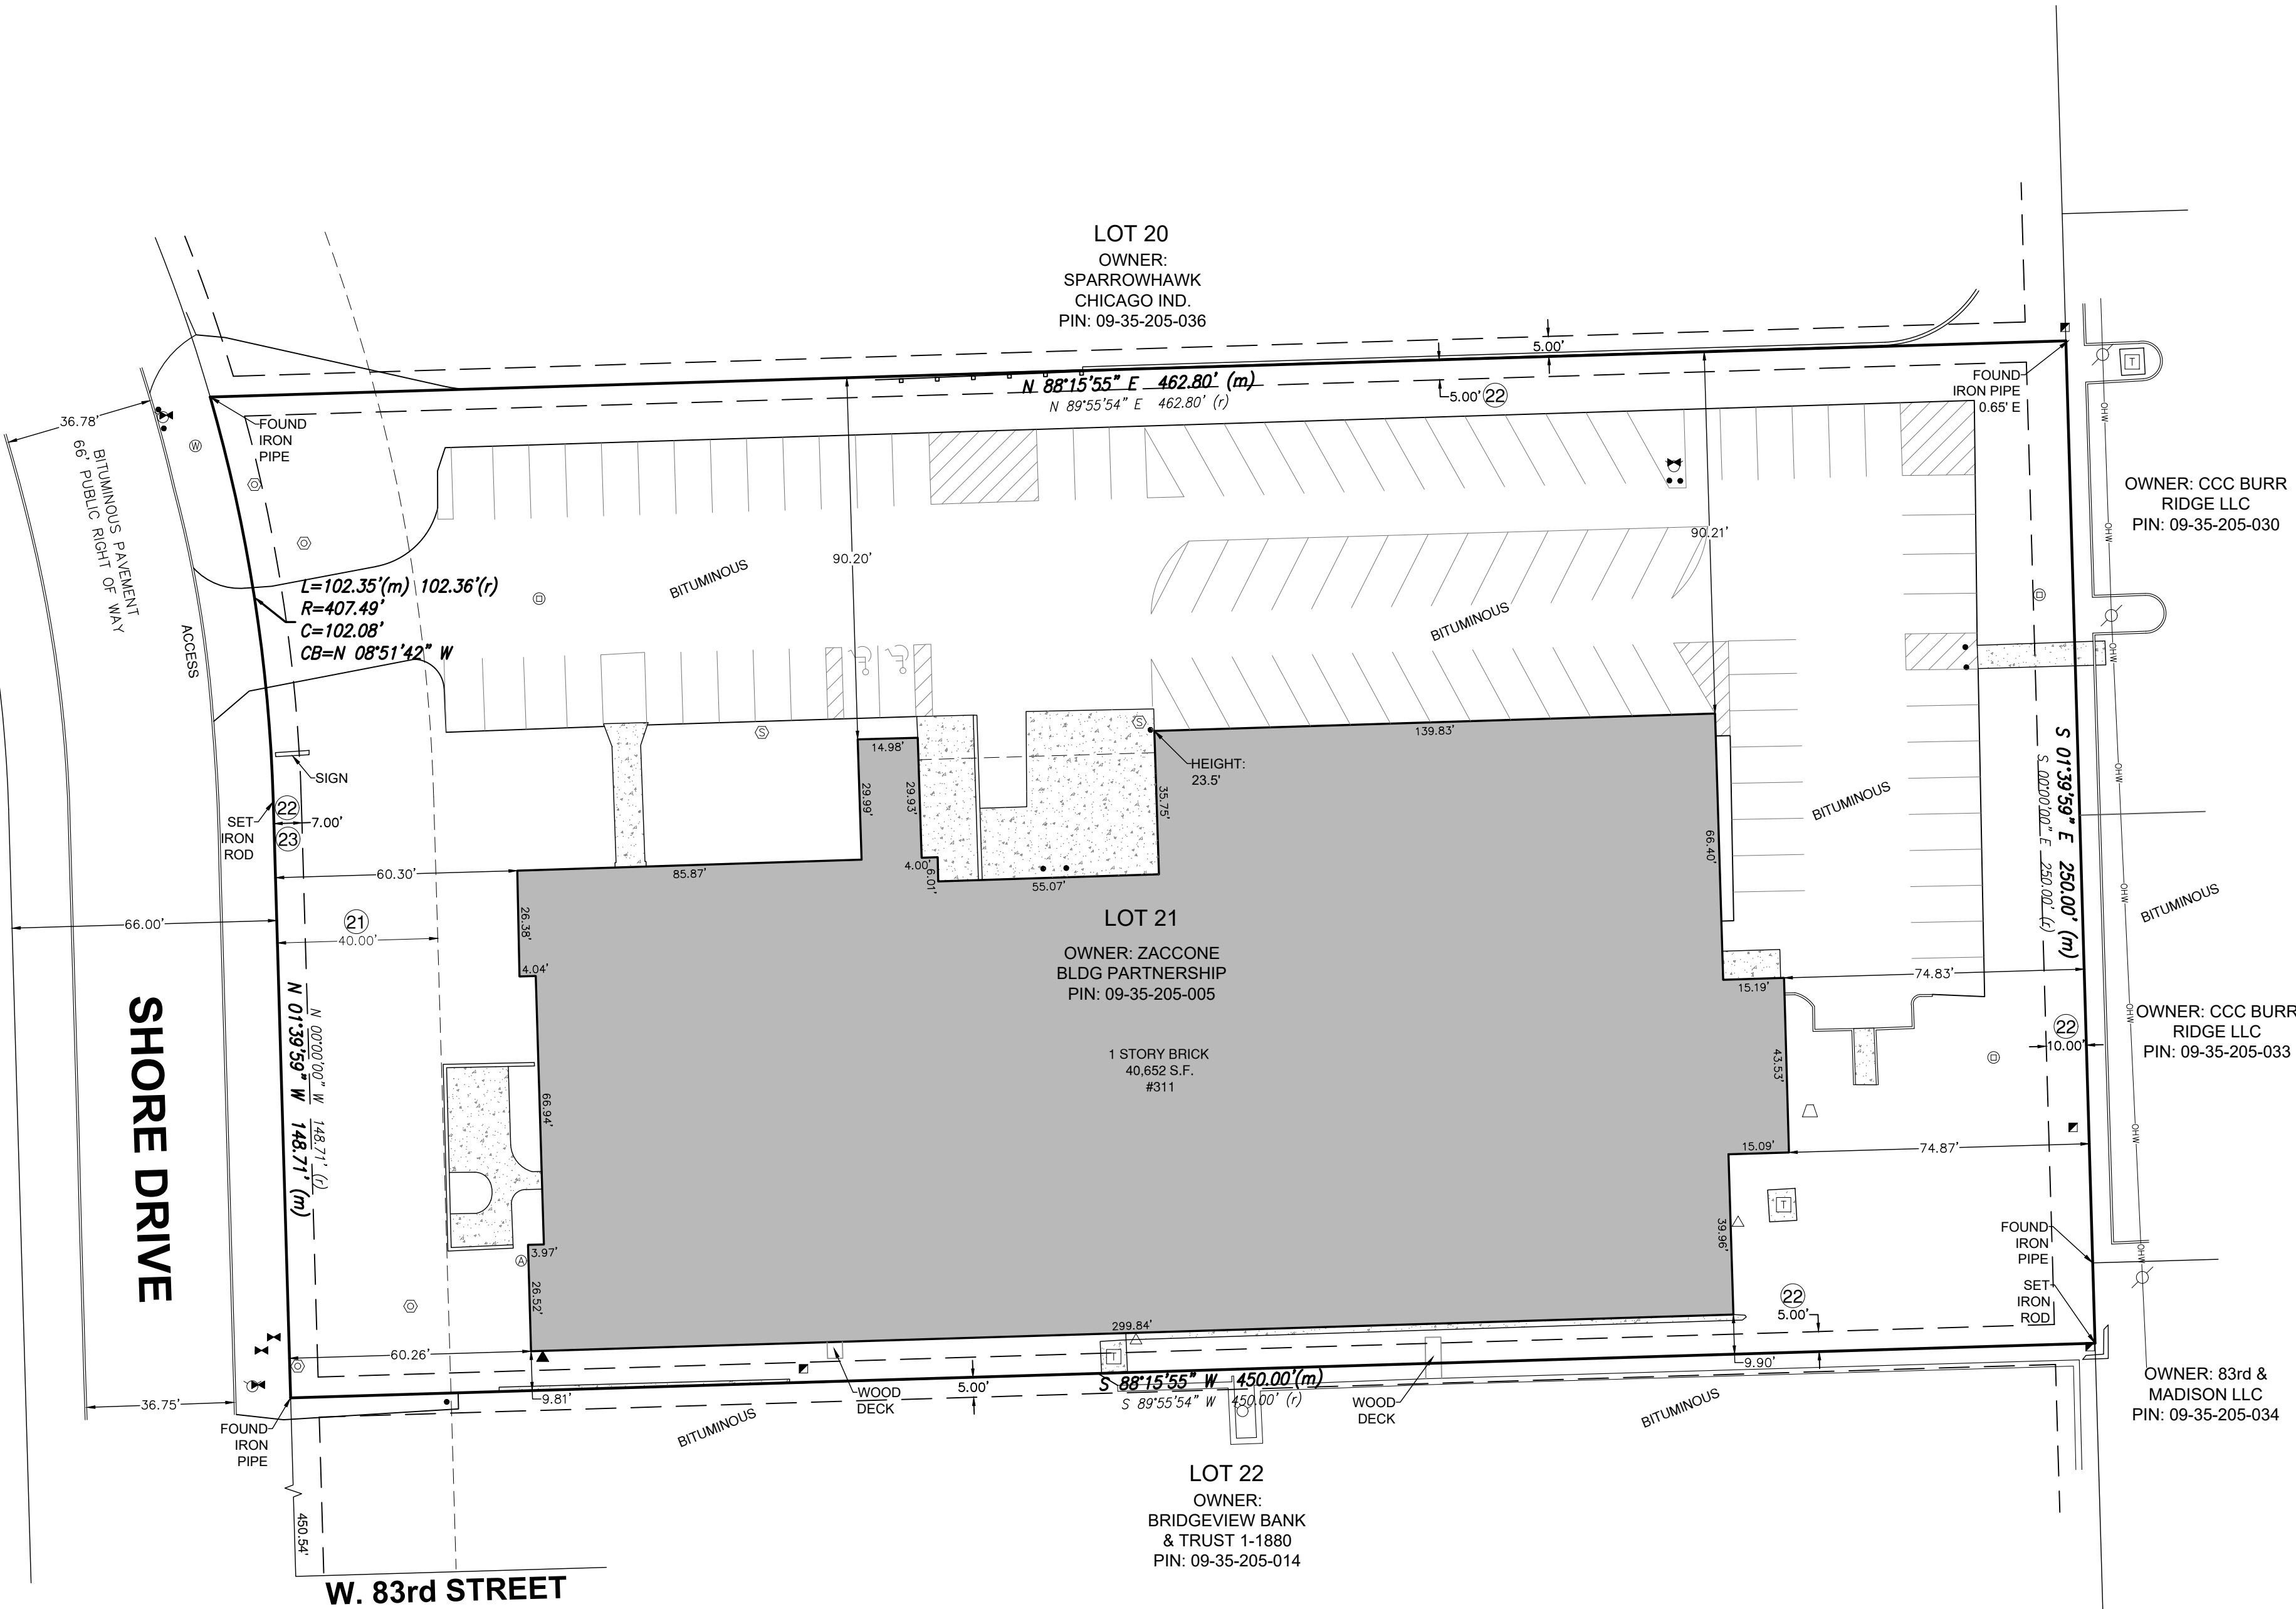 LOT 20
OWNER:
SPARROWHAWK
CHICAGO IND.
PIN: 09-35-205-036
5.00'
N 88°15'55" E 462.80' (m)
N 89°55'54" E 462.80' (r)
5.00' 22
FOUND
IRON PIPE
0.65' E
T
36.78'
BITUMINOUS PAVEMENT
66' PUBLIC RIGHT OF WAY
W
FOUND
IRON
PIPE
OHW
OWNER: CCC BURR
RIDGE LLC
PIN: 09-35-205-030
OHW
90.20'
90.21'
BITUMINOUS
BITUMINOUS
L=102.35'(m) 102.36'(r)
R=407.49'
C=102.08'
CB=N 08°51'42" W
ACCESS
OHW
S
S
14.98'
139.83'
HEIGHT:
23.5'
SIGN
29.99'
29.93'
35.75'
66.40'
BITUMINOUS
S 01°39'59" E 250.00' (m)
S 00°00'00" E 250.00' (r)
OHW
22
SET
IRON
ROD
7.00'
23
60.30'
85.87'
4.00'
6.01'
55.07'
OHW
BITUMINOUS
66.00'
21
40.00'
26.38'
4.04'
LOT 21
OWNER: ZACCONE
BLDG PARTNERSHIP
PIN: 09-35-205-005
15.19'
74.83'
SHORE DRIVE
N 00°00'00" W 148.71' (r)
N 01°39'59" W 148.71' (m)
1 STORY BRICK
40,652 S.F.
#311
OHW
OWNER: CCC BURR
RIDGE LLC
PIN: 09-35-205-033
22
10.00'
43.53'
66.94'
OHW
15.09'
74.87'
T
39.96'
3.97'
A
26.52'
FOUND
IRON
PIPE
OHW
SET
IRON
ROD
22
5.00'
299.84'
60.26'
T
9.81'
WOOD
DECK
5.00'
S 88°15'55" W 450.00'(m)
S 89°55'54" W 450.00' (r)
WOOD
DECK
9.90'
36.75'
FOUND
IRON
PIPE
BITUMINOUS
BITUMINOUS
OWNER: 83rd &
MADISON LLC
PIN: 09-35-205-034
450.54'
LOT 22
OWNER:
BRIDGEVIEW BANK
& TRUST 1-1880
PIN: 09-35-205-014
W. 83rd STREET